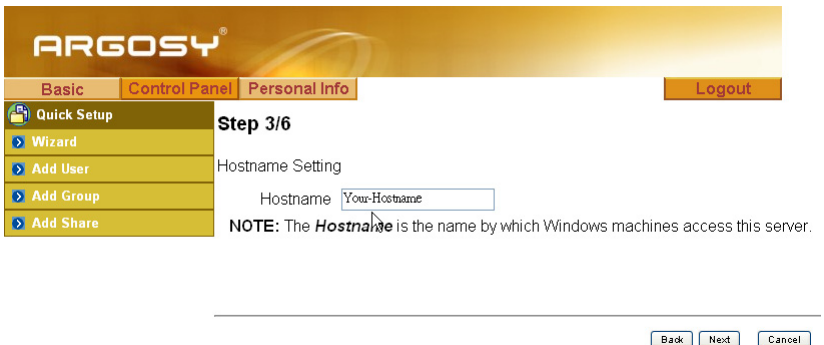 ARGOSY®
Basic Control Panel Personal Info Logout
Quick Setup
Wizard
Add User
Add Group
Add Share
Step 3/6
Hostname Setting
Hostname Your-Hostname
NOTE: The Hostname is the name by which Windows machines access this server.
Back Next Cancel